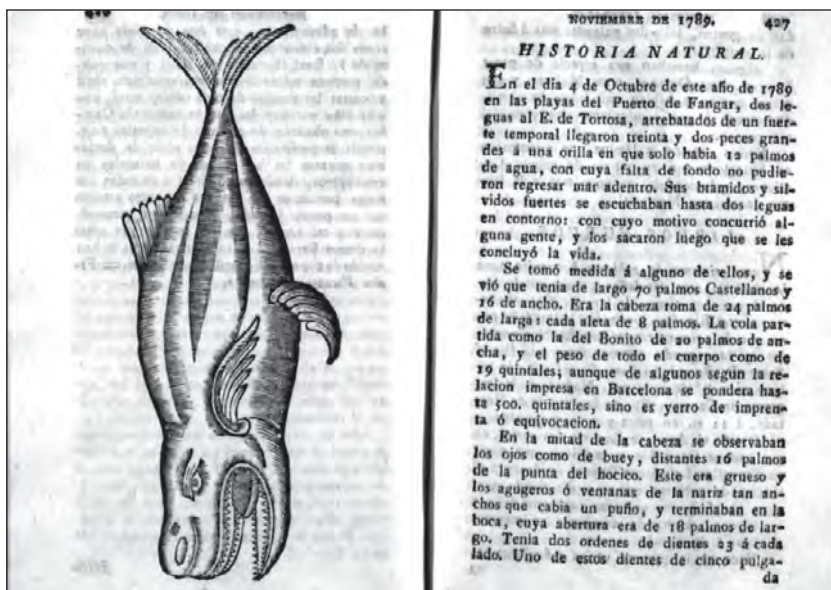 NOVIEMBRE DE 1789. 427
HISTORIA NATURAL.
En el dia 4 de Octubre de este año de 1789
en las playas del Puerto de Fangar, dos le-
guas al E. de Tortosa, arrebatados de un fuer-
te temporal llegaron treinta y dos peces gran-
des á una orilla en que solo habia 12 palmos
de agua, con cuya falta de fondo no pudie-
ron regresar mar adentro. Sus bramidos y sil-
vidos fuertes se escuchaban hasta dos leguas
en contorno: con cuyo motivo concurrió al-
guna gente, y los sacaron luego que se les
concluyó la vida.
Se tomó medida á alguno de ellos, y se
vió que tenia de largo 70 palmos Castellanos y
16 de ancho. Era la cabeza roma de 24 palmos
de larga: cada aleta de 8 palmos. La cola par-
tida como la del Bonito de 20 palmos de an-
cha, y el peso de todo el cuerpo como de
19 quintales; aunque de algunos segun la re-
lacion impresa en Barcelona se pondera has-
ta 500. quintales, sino es yerro de impren-
ta ó equivocacion.
En la mitad de la cabeza se observaban
los ojos como de buey, distantes 16 palmos
de la punta del hocico. Este era grueso y
los agugeros ó ventanas de la nariz tan an-
chos que cabia un puño, y terminaban en la
boca, cuya abertura era de 18 palmos de lar-
go. Tenia dos ordenes de dientes 23 á cada
lado. Uno de estos dientes de cinco pulga-
da